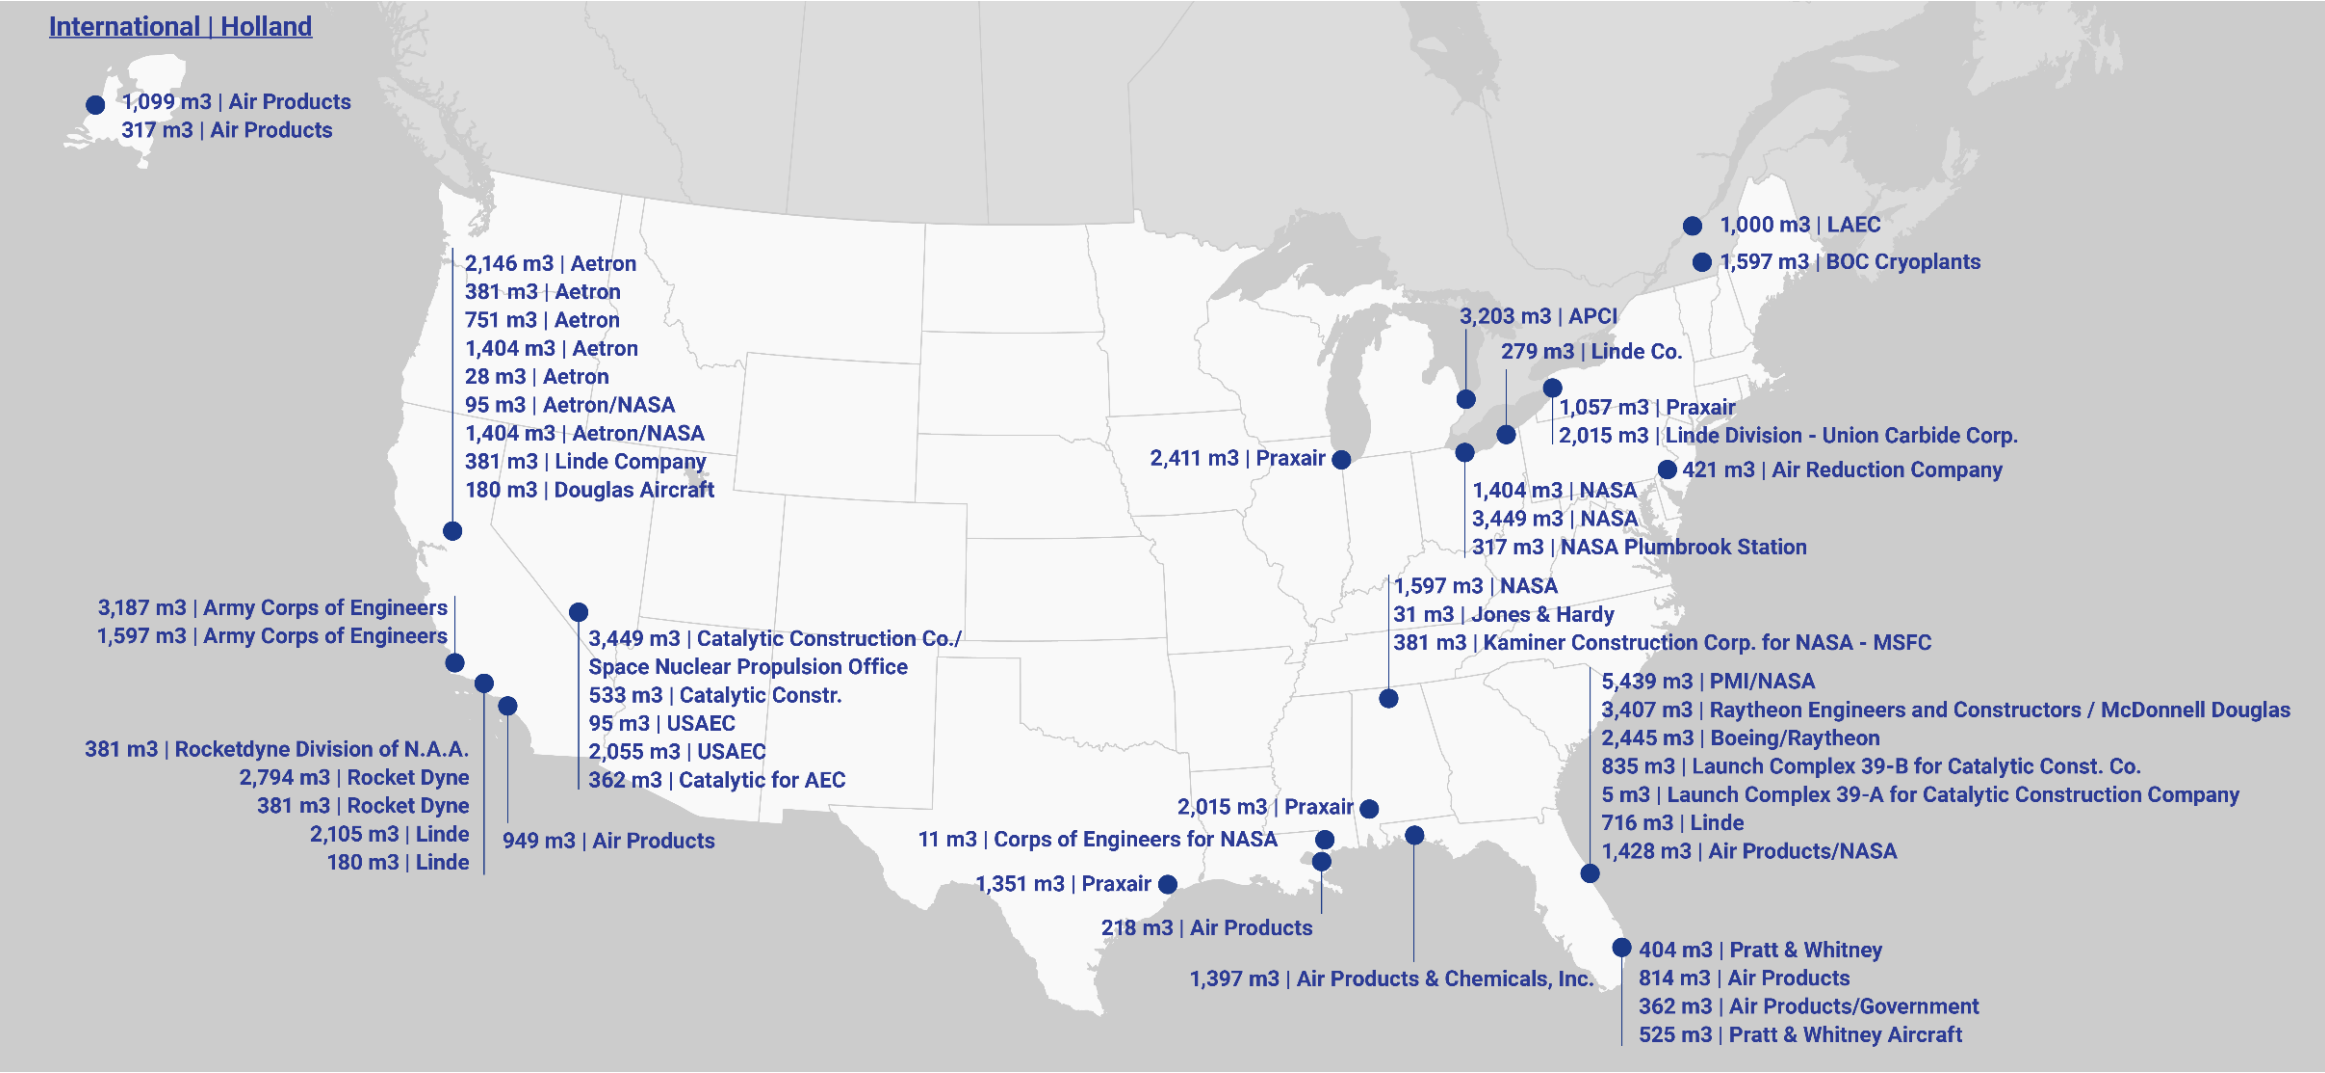 International | Holland
1,099 m3 | Air Products
317 m3 | Air Products
2,146 m3 | Aetron
381 m3 | Aetron
751 m3 | Aetron
1,404 m3 | Aetron
28 m3 | Aetron
95 m3 | Aetron/NASA
1,404 m3 | Aetron/NASA
381 m3 | Linde Company
180 m3 | Douglas Aircraft
3,187 m3 | Army Corps of Engineers
1,597 m3 | Army Corps of Engineers
381 m3 | Rocketdyne Division of N.A.A.
2,794 m3 | Rocket Dyne
381 m3 | Rocket Dyne
2,105 m3 | Linde
180 m3 | Linde
949 m3 | Air Products
3,449 m3 | Catalytic Construction Co./
Space Nuclear Propulsion Office
533 m3 | Catalytic Constr.
95 m3 | USAEC
2,055 m3 | USAEC
362 m3 | Catalytic for AEC
1,000 m3 | LAEC
1,597 m3 | BOC Cryoplants
3,203 m3 | APCI
279 m3 | Linde Co.
1,057 m3 | Praxair
2,015 m3 | Linde Division - Union Carbide Corp.
2,411 m3 | Praxair
421 m3 | Air Reduction Company
1,404 m3 | NASA
3,449 m3 | NASA
317 m3 | NASA Plumbrook Station
1,597 m3 | NASA
31 m3 | Jones & Hardy
381 m3 | Kaminer Construction Corp. for NASA - MSFC
5,439 m3 | PMI/NASA
3,407 m3 | Raytheon Engineers and Constructors / McDonnell Douglas
2,445 m3 | Boeing/Raytheon
835 m3 | Launch Complex 39-B for Catalytic Const. Co.
5 m3 | Launch Complex 39-A for Catalytic Construction Company
716 m3 | Linde
1,428 m3 | Air Products/NASA
2,015 m3 | Praxair
11 m3 | Corps of Engineers for NASA
1,351 m3 | Praxair
218 m3 | Air Products
1,397 m3 | Air Products & Chemicals, Inc.
404 m3 | Pratt & Whitney
814 m3 | Air Products
362 m3 | Air Products/Government
525 m3 | Pratt & Whitney Aircraft